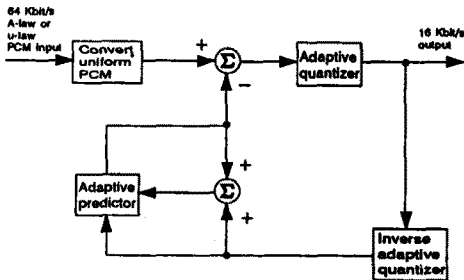 64 Kbit/s
A-law or
u-law
PCM input
Convert
uniform
PCM
+
Σ
−
Adaptive
quantizer
16 Kbit/s
output
Adaptive
predictor
+
Σ
+
Inverse
adaptive
quantizer